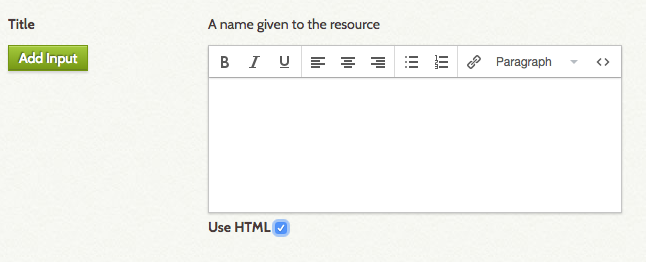 Title
A name given to the resource
Add Input
B I U Paragraph <>
Use HTML